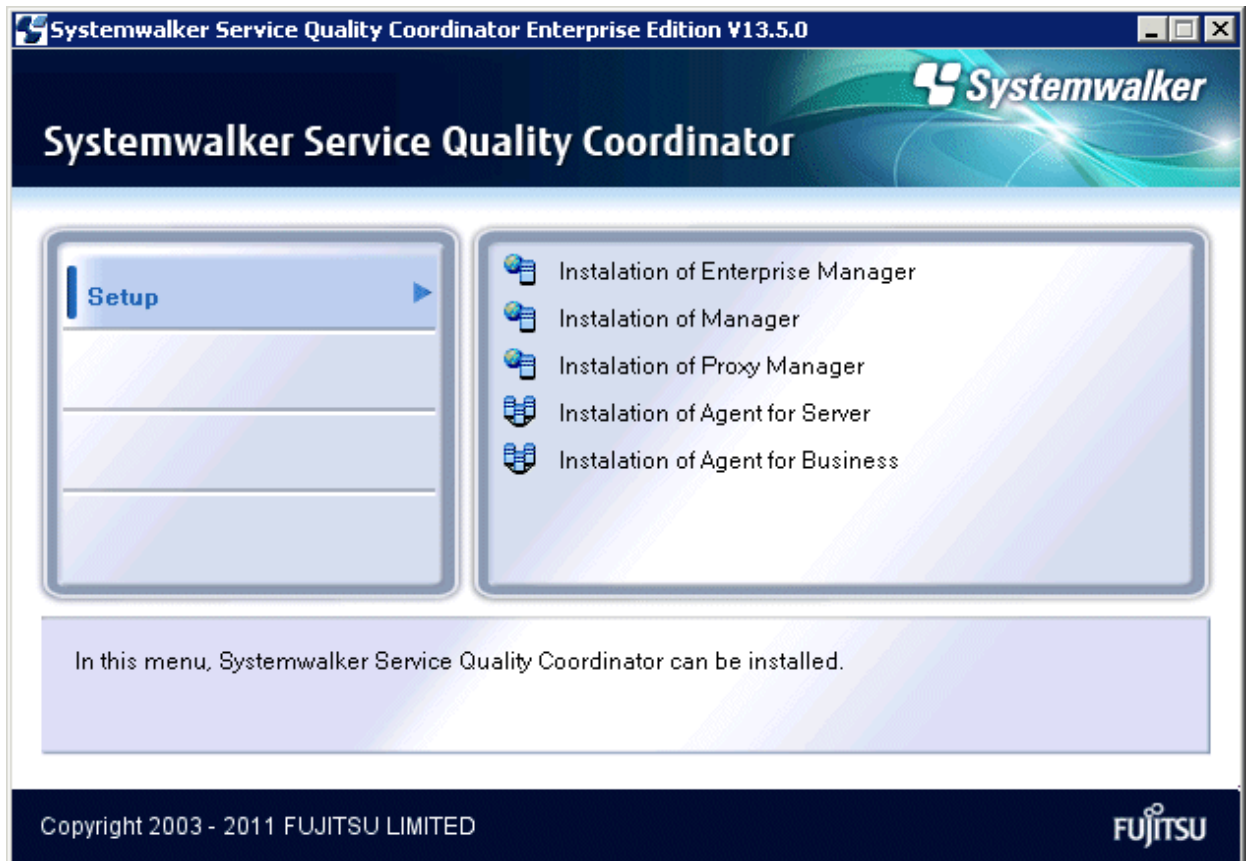 Systemwalker Service Quality Coordinator Enterprise Edition V13.5.0
Systemwalker
Systemwalker Service Quality Coordinator
Setup
Instalation of Enterprise Manager
Instalation of Manager
Instalation of Proxy Manager
Instalation of Agent for Server
Instalation of Agent for Business
In this menu, Systemwalker Service Quality Coordinator can be installed.
Copyright 2003 - 2011 FUJITSU LIMITED
FUJITSU